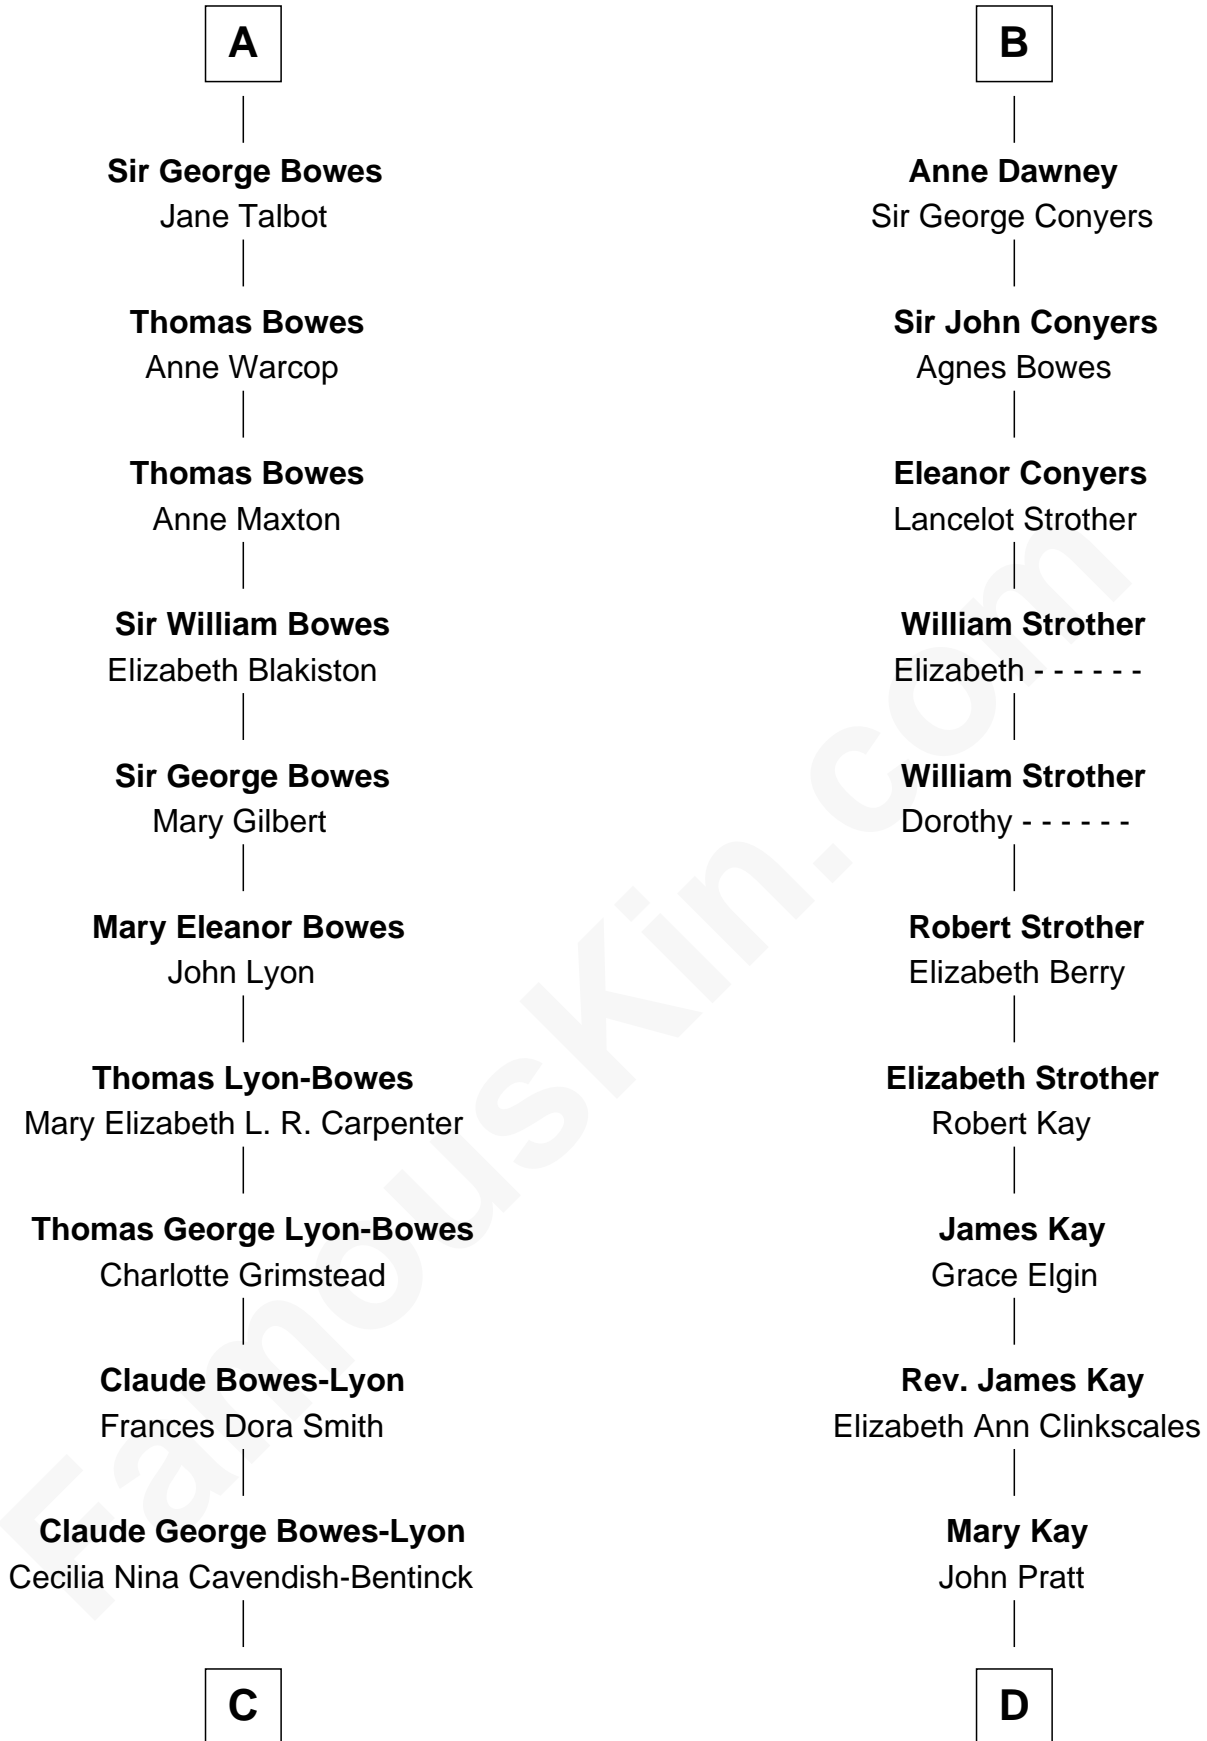 A
Sir George Bowes
Jane Talbot
Thomas Bowes
Anne Warcop
Thomas Bowes
Anne Maxton
Sir William Bowes
Elizabeth Blakiston
Sir George Bowes
Mary Gilbert
Mary Eleanor Bowes
John Lyon
Thomas Lyon-Bowes
Mary Elizabeth L. R. Carpenter
Thomas George Lyon-Bowes
Charlotte Grimstead
Claude Bowes-Lyon
Frances Dora Smith
Claude George Bowes-Lyon
Cecilia Nina Cavendish-Bentinck
C
B
Anne Dawney
Sir George Conyers
Sir John Conyers
Agnes Bowes
Eleanor Conyers
Lancelot Strother
William Strother
Elizabeth - - - - - -
William Strother
Dorothy - - - - - -
Robert Strother
Elizabeth Berry
Elizabeth Strother
Robert Kay
James Kay
Grace Elgin
Rev. James Kay
Elizabeth Ann Clinkscales
Mary Kay
John Pratt
D
FamousKin.com